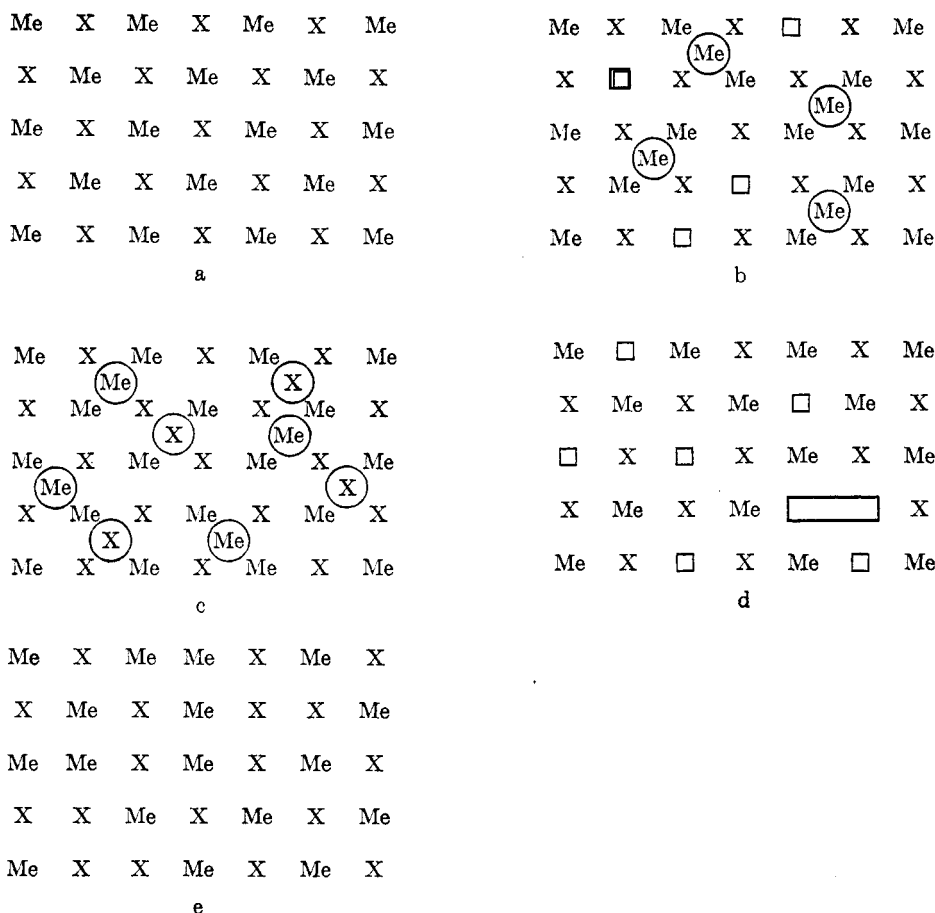 Me X Me X Me X Me
X Me X Me X Me X
Me X Me X Me X Me
X Me X Me X Me X
Me X Me X Me X Me
a
Me X Me X X Me
Me
X X Me X Me X
Me
Me X Me X Me X Me
Me
X Me X X Me X
Me
Me X X Me X Me
b
Me X Me X Me X Me
Me X
X Me X Me X Me X
X Me
Me X Me X Me X Me
Me X
X Me X Me X Me X
X Me
Me X Me X Me X Me
c
Me Me X Me X Me
X Me X Me Me X
X X Me X Me
X Me X Me X
Me X X Me Me
d
Me X Me Me X Me X
X Me X Me X X Me
Me Me X Me X Me X
X X Me X Me X Me
Me X X Me X Me X
e